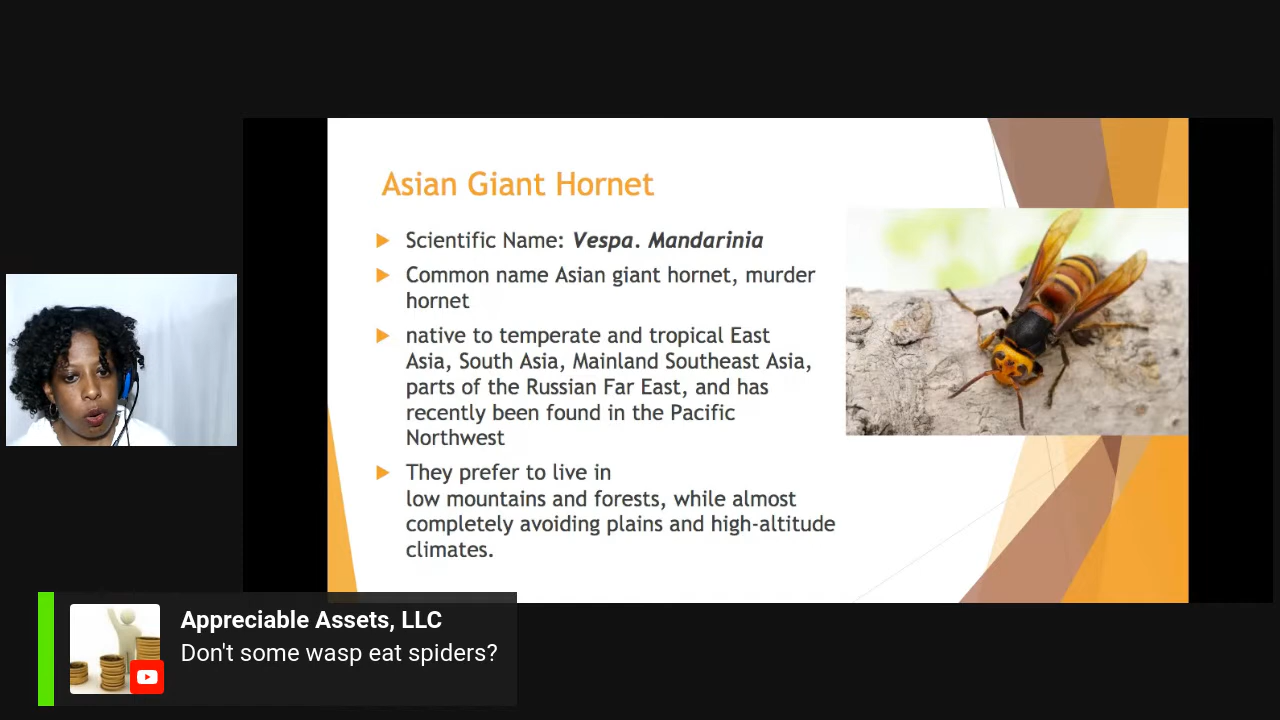 Asian Giant Hornet
Scientific Name: Vespa. Mandarinia
Common name Asian giant hornet, murder
hornet
native to temperate and tropical East
Asia, South Asia, Mainland Southeast Asia,
parts of the Russian Far East, and has
recently been found in the Pacific
Northwest
They prefer to live in
low mountains and forests, while almost
completely avoiding plains and high-altitude
climates.
Appreciable Assets, LLC
Don't some wasp eat spiders?